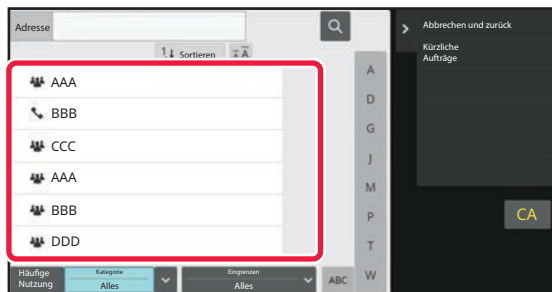 Adresse
Sortieren
AAA
BBB
CCC
AAA
BBB
DDD
A
D
G
J
M
P
T
W
Häufige
Nutzung
Kategorie
Alles
Eingrenzen
Alles
ABC
Abbrechen und zurück
Kürzliche
Aufträge
CA